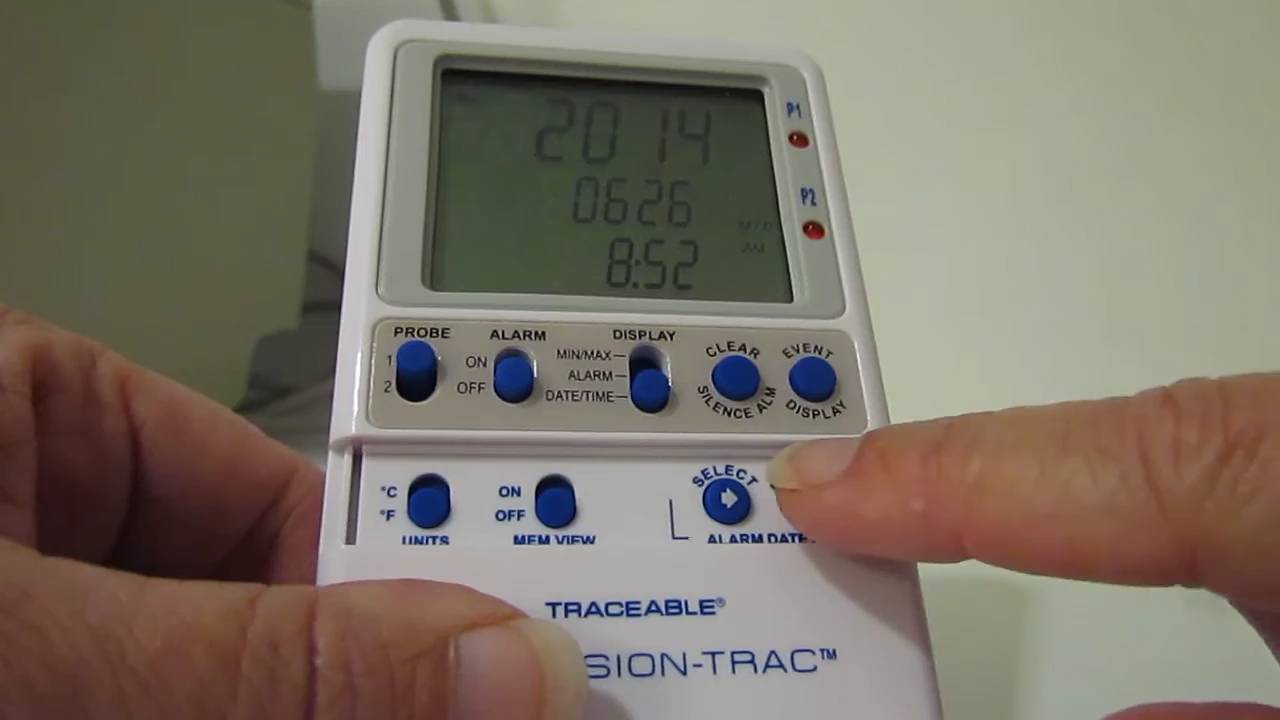 2014
0626
M/D
8:52
AM
P1
P2
PROBE
1
2
ALARM
ON
OFF
DISPLAY
MIN/MAX
ALARM
DATE/TIME
CLEAR
SILENCE ALM
EVENT
DISPLAY
°C
°F
UNITS
ON
OFF
MEM VIEW
SELECT
ALARM DATE
TRACEABLE®
SION-TRAC™